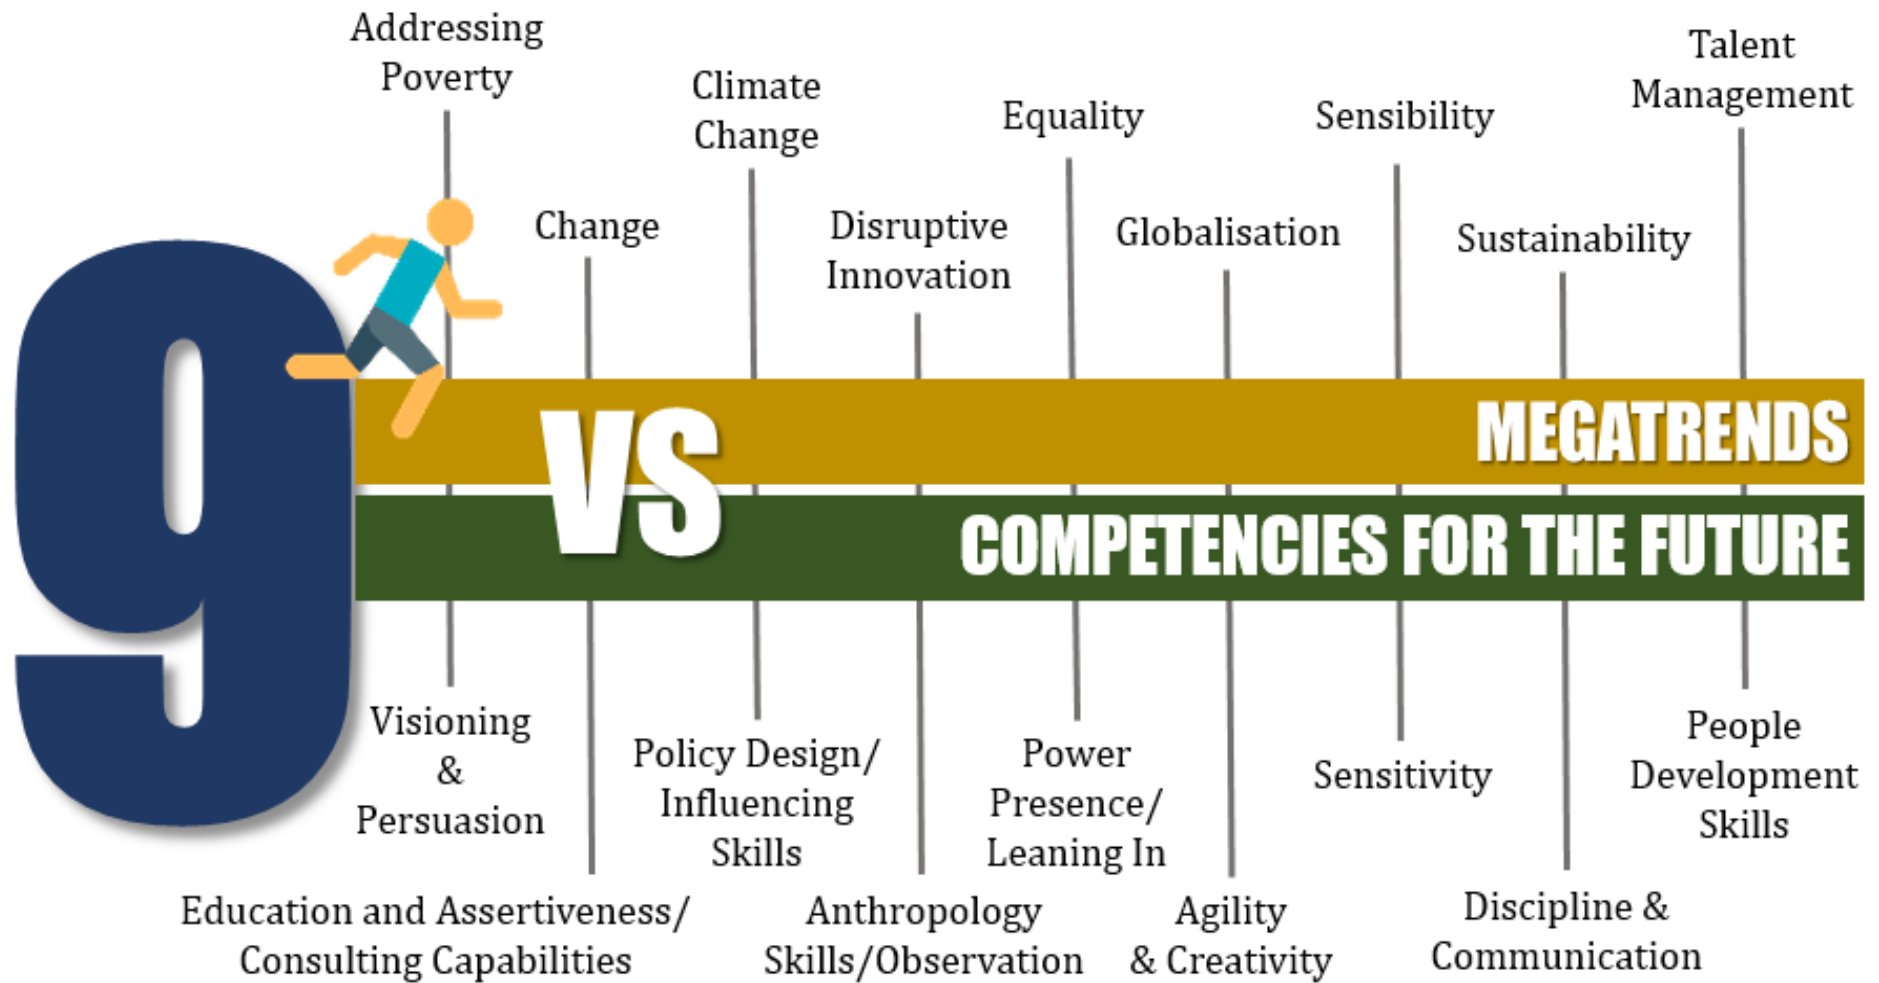 Addressing
Poverty
Change
Climate
Change
Disruptive
Innovation
Equality
Globalisation
Sensibility
Sustainability
Talent
Management
9
VS
MEGATRENDS
COMPETENCIES FOR THE FUTURE
Visioning
&
Persuasion
Education and Assertiveness/
Consulting Capabilities
Policy Design/
Influencing
Skills
Anthropology
Skills/Observation
Power
Presence/
Leaning In
Agility
& Creativity
Sensitivity
Discipline &
Communication
People
Development
Skills